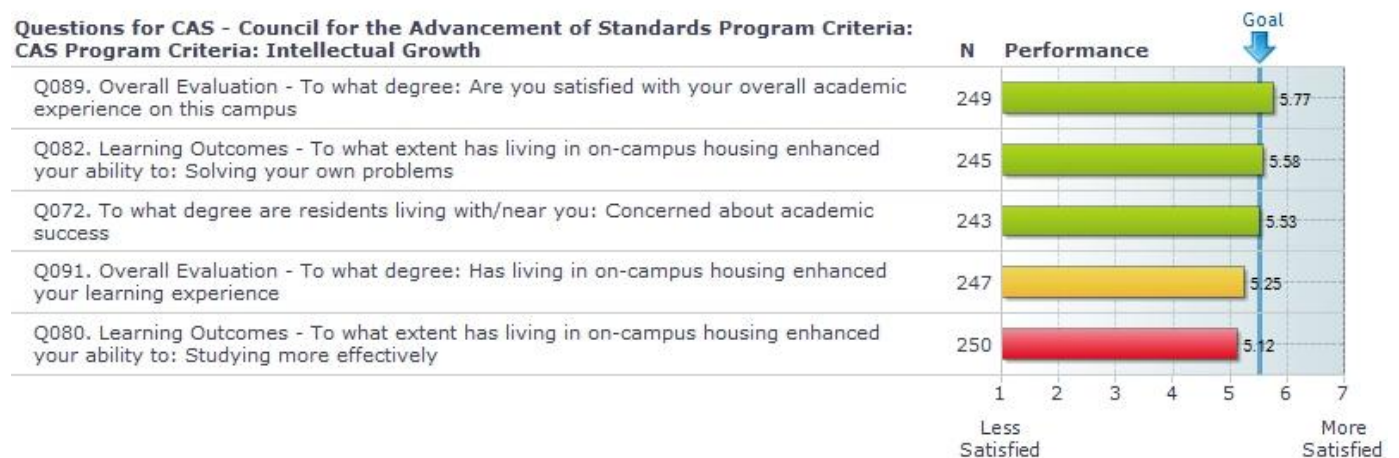 Goal
Questions for CAS - Council for the Advancement of Standards Program Criteria:
CAS Program Criteria: Intellectual Growth
N Performance
Q089. Overall Evaluation - To what degree: Are you satisfied with your overall academic
experience on this campus
249 5.77
Q082. Learning Outcomes - To what extent has living in on-campus housing enhanced
your ability to: Solving your own problems
245 5.58
Q072. To what degree are residents living with/near you: Concerned about academic
success
243 5.53
Q091. Overall Evaluation - To what degree: Has living in on-campus housing enhanced
your learning experience
247 5.25
Q080. Learning Outcomes - To what extent has living in on-campus housing enhanced
your ability to: Studying more effectively
250 5.12
1 2 3 4 5 6 7
Less
Satisfied
More
Satisfied